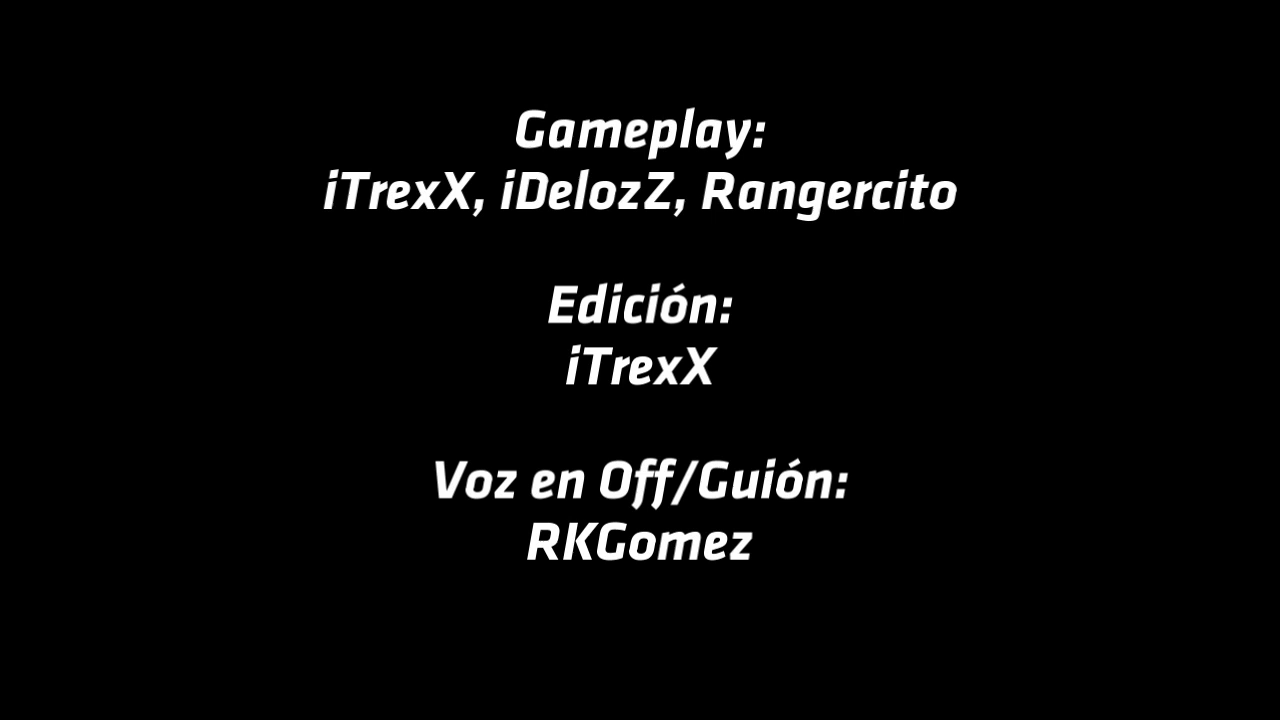 Gameplay:
iTrexX, iDelozZ, Rangercito
Edición:
iTrexX
Voz en Off/Guión:
RKGomez